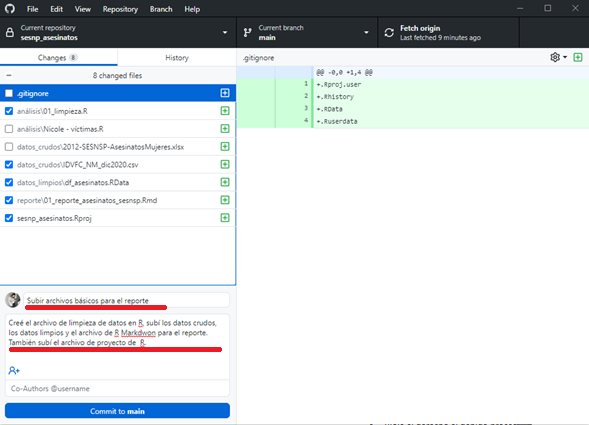 File Edit View Repository Branch Help
Current repository
sesnp_asesinatos
Current branch
main
Fetch origin
Last fetched 9 minutes ago
Changes 8
History
8 changed files
.gitignore
análisis\01_limpieza.R
análisis\Nicole - víctimas.R
datos_crudos\2012-SESNSP-AsesinatosMujeres.xlsx
datos_crudos\IDVFC_NM_dic2020.csv
datos_limpios\df_asesinatos.RData
reporte\01_reporte_asesinatos_sesnsp.Rmd
sesnp_asesinatos.Rproj
.gitignore
@@ -0,0 +1,4 @@
1 +.Rproj.user
2 +.Rhistory
3 +.RData
4 +.Ruserdata
Subir archivos básicos para el reporte
Creé el archivo de limpieza de datos en R, subí los datos crudos,
los datos limpios y el archivo de R Markdwon para el reporte.
También subí el archivo de proyecto de R.
Co-Authors @username
Commit to main